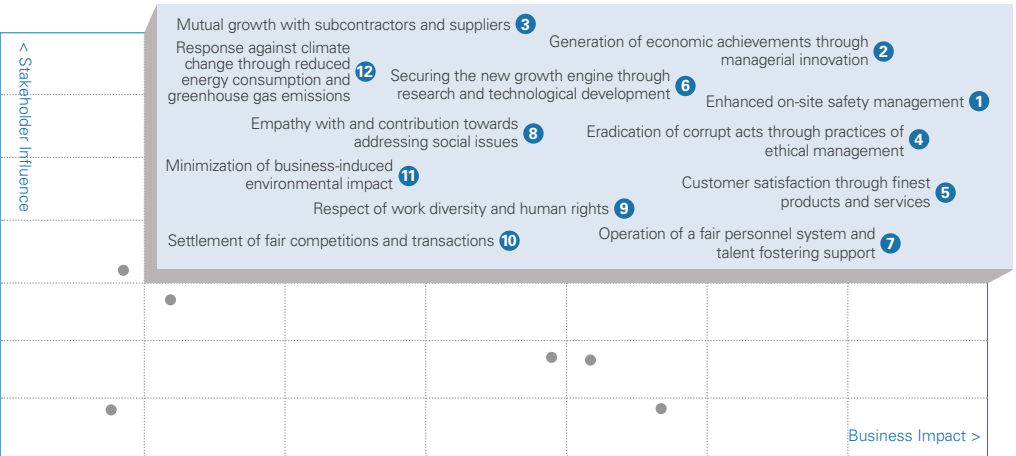 < Stakeholder Influence
Mutual growth with subcontractors and suppliers 3
Generation of economic achievements through
managerial innovation 2
Response against climate
change through reduced
energy consumption and
greenhouse gas emissions 12
Securing the new growth engine through
research and technological development 6
Enhanced on-site safety management 1
Empathy with and contribution towards
addressing social issues 8
Eradication of corrupt acts through practices of
ethical management 4
Minimization of business-induced
environmental impact 11
Customer satisfaction through finest
products and services 5
Respect of work diversity and human rights 9
Settlement of fair competitions and transactions 10
Operation of a fair personnel system and
talent fostering support 7
Business Impact >